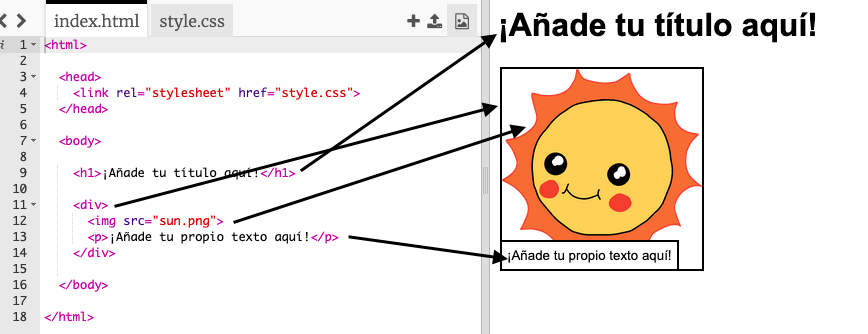 index.html style.css
i 1 <html>
2
3 <head>
4 <link rel="stylesheet" href="style.css">
5 </head>
6
7 <body>
8
9 <h1>¡Añade tu título aquí!</h1>
10
11 <div>
12 <img src="sun.png">
13 <p>¡Añade tu propio texto aquí!</p>
14 </div>
15
16 </body>
17
18 </html>
¡Añade tu título aquí!
¡Añade tu propio texto aquí!